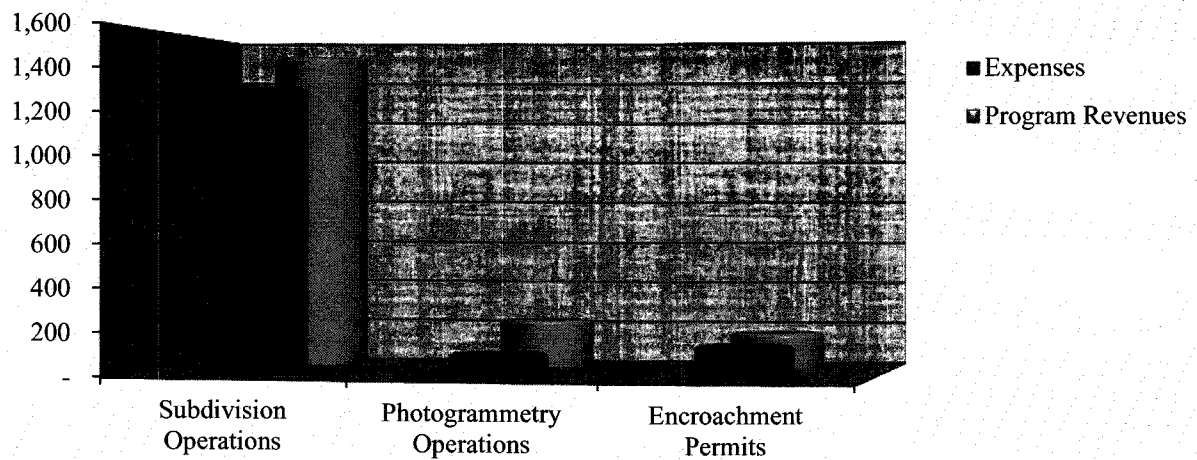 1,600
1,400
1,200
1,000
800
600
400
200
-
Expenses
Program Revenues
Subdivision
Operations
Photogrammetry
Operations
Encroachment
Permits